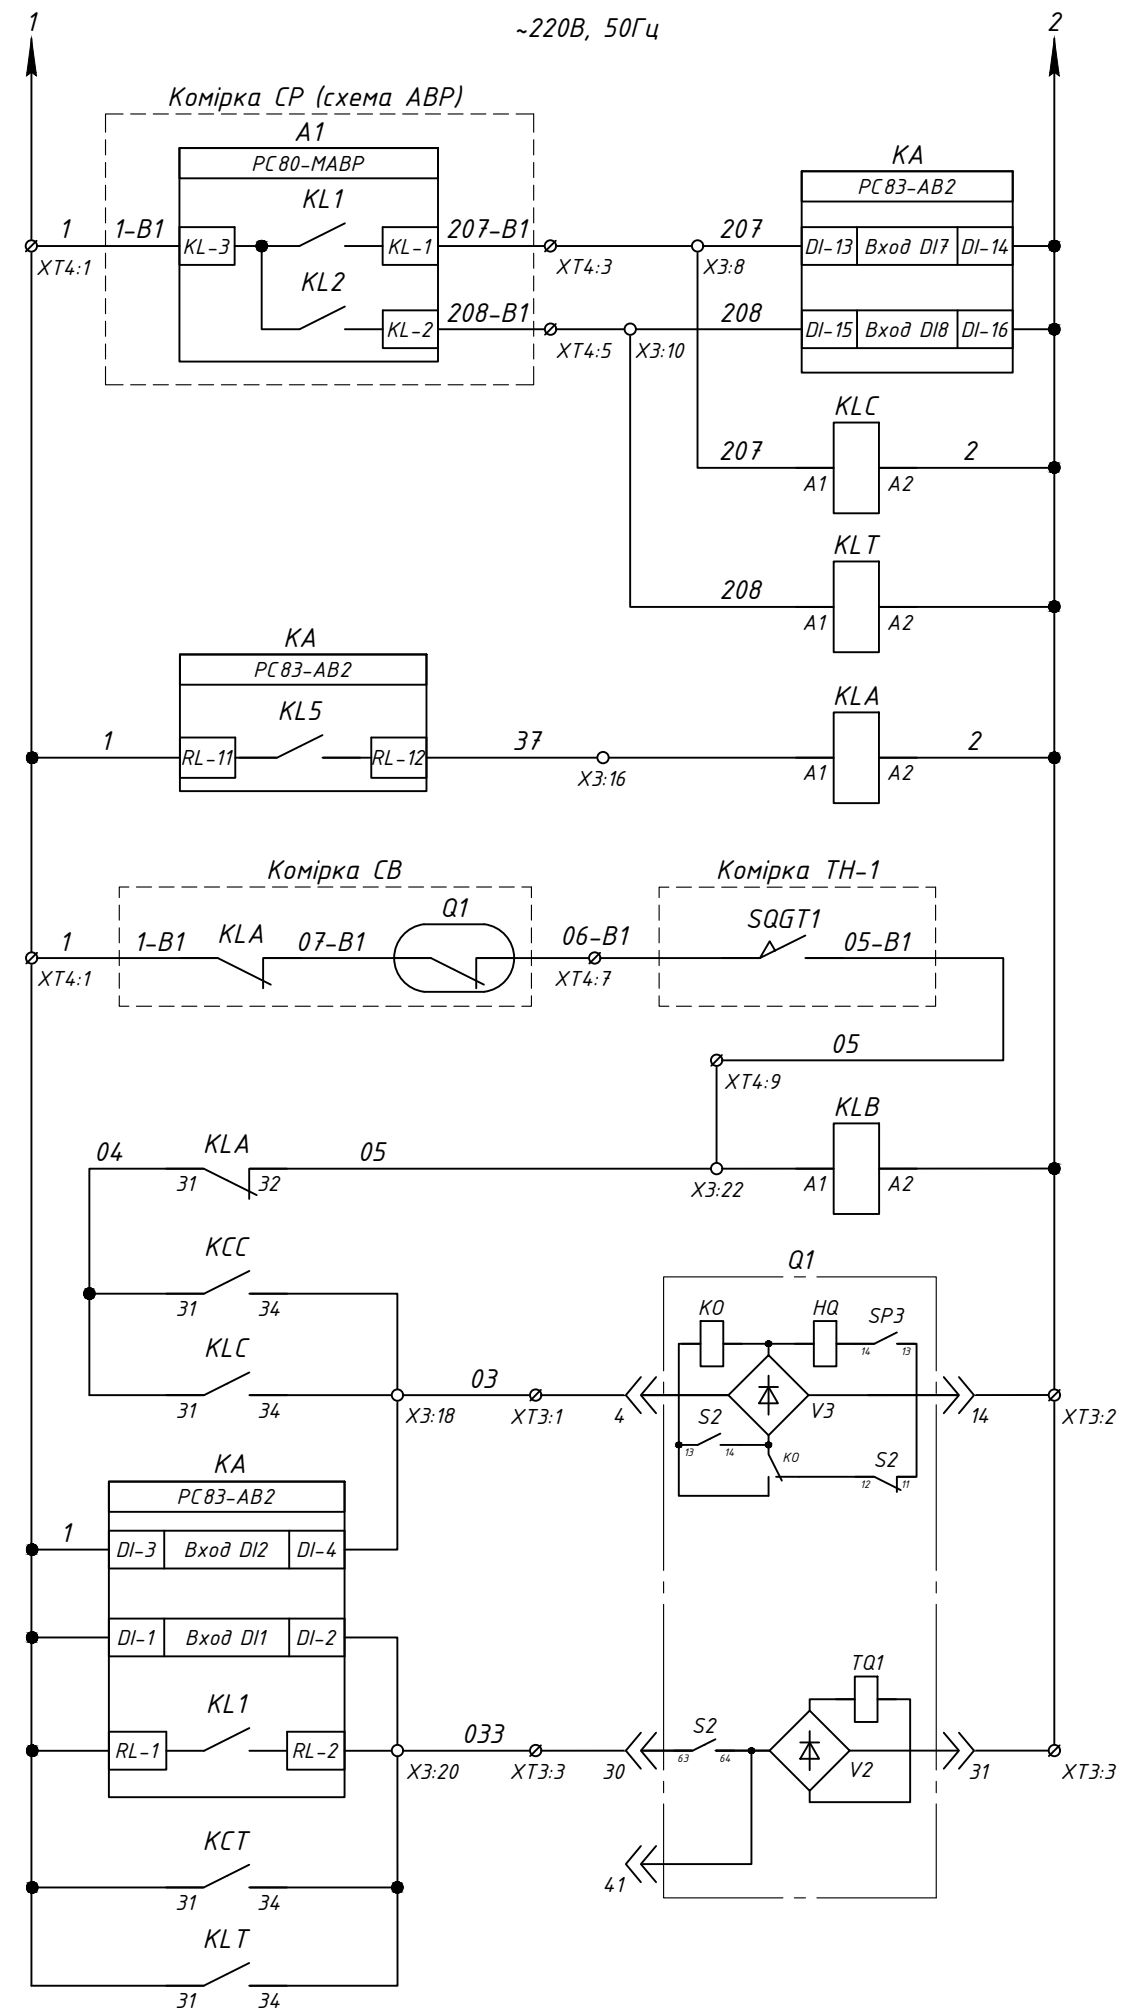 1 ~220В, 50Гц 2
Комірка СР (схема АВР)
A1
РС80-МАВР
KA
РС83-АВ2
KL1
1 1-В1 KL-3 KL-1 207-В1 207 DI-13 Вход DI7 DI-14
XT4:1 XT4:3 X3:8
KL2
KL-2 208-В1 208 DI-15 Вход DI8 DI-16
XT4:5 X3:10
KLC
207 2
A1 A2
KLT
208
A1 A2
KA
РС83-АВ2
KL5 KLA
1 RL-11 RL-12 37 2
X3:16 A1 A2
Комірка СВ Комірка ТН-1
Q1 SQGT1
1 1-В1 KLA 07-В1 06-В1 05-В1
XT4:1 XT4:7
05
XT4:9
KLB
04 KLA 05
31 32 X3:22 A1 A2
KCC Q1
31 34
KO HQ SP3
14 13
KLC
03
31 34 X3:18 XT3:1 4 V3 14 XT3:2
S2
13 14 KO S2
12 11
KA
РС83-АВ2
1 DI-3 Вход DI2 DI-4
DI-1 Вход DI1 DI-2
TQ1
KL1
RL-1 RL-2 033 S2
X3:20 XT3:3 30 63 64 V2 31 XT3:3
KCT
31 34 41
KLT
31 34